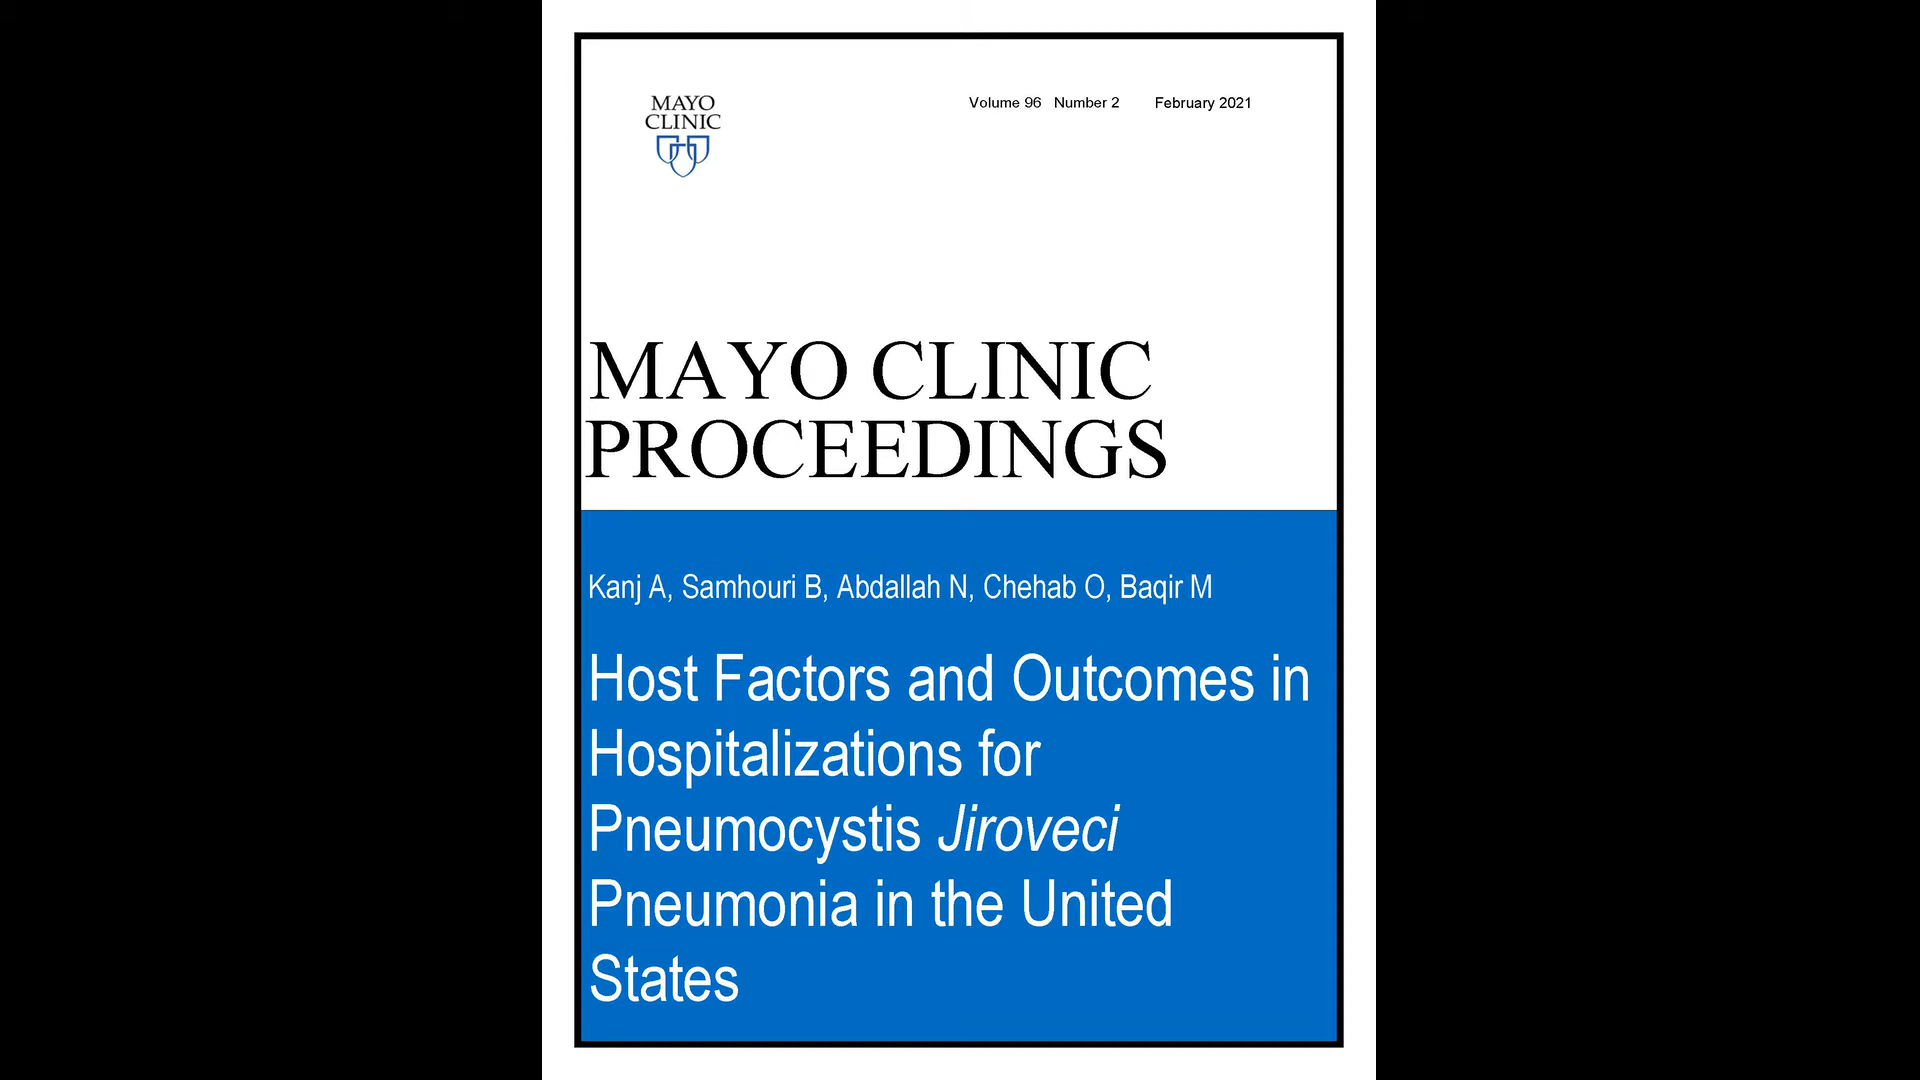 MAYO
CLINIC
Volume 96 Number 2 February 2021
MAYO CLINIC
PROCEEDINGS
Kanj A, Samhouri B, Abdallah N, Chehab O, Baqir M
Host Factors and Outcomes in
Hospitalizations for
Pneumocystis Jiroveci
Pneumonia in the United
States